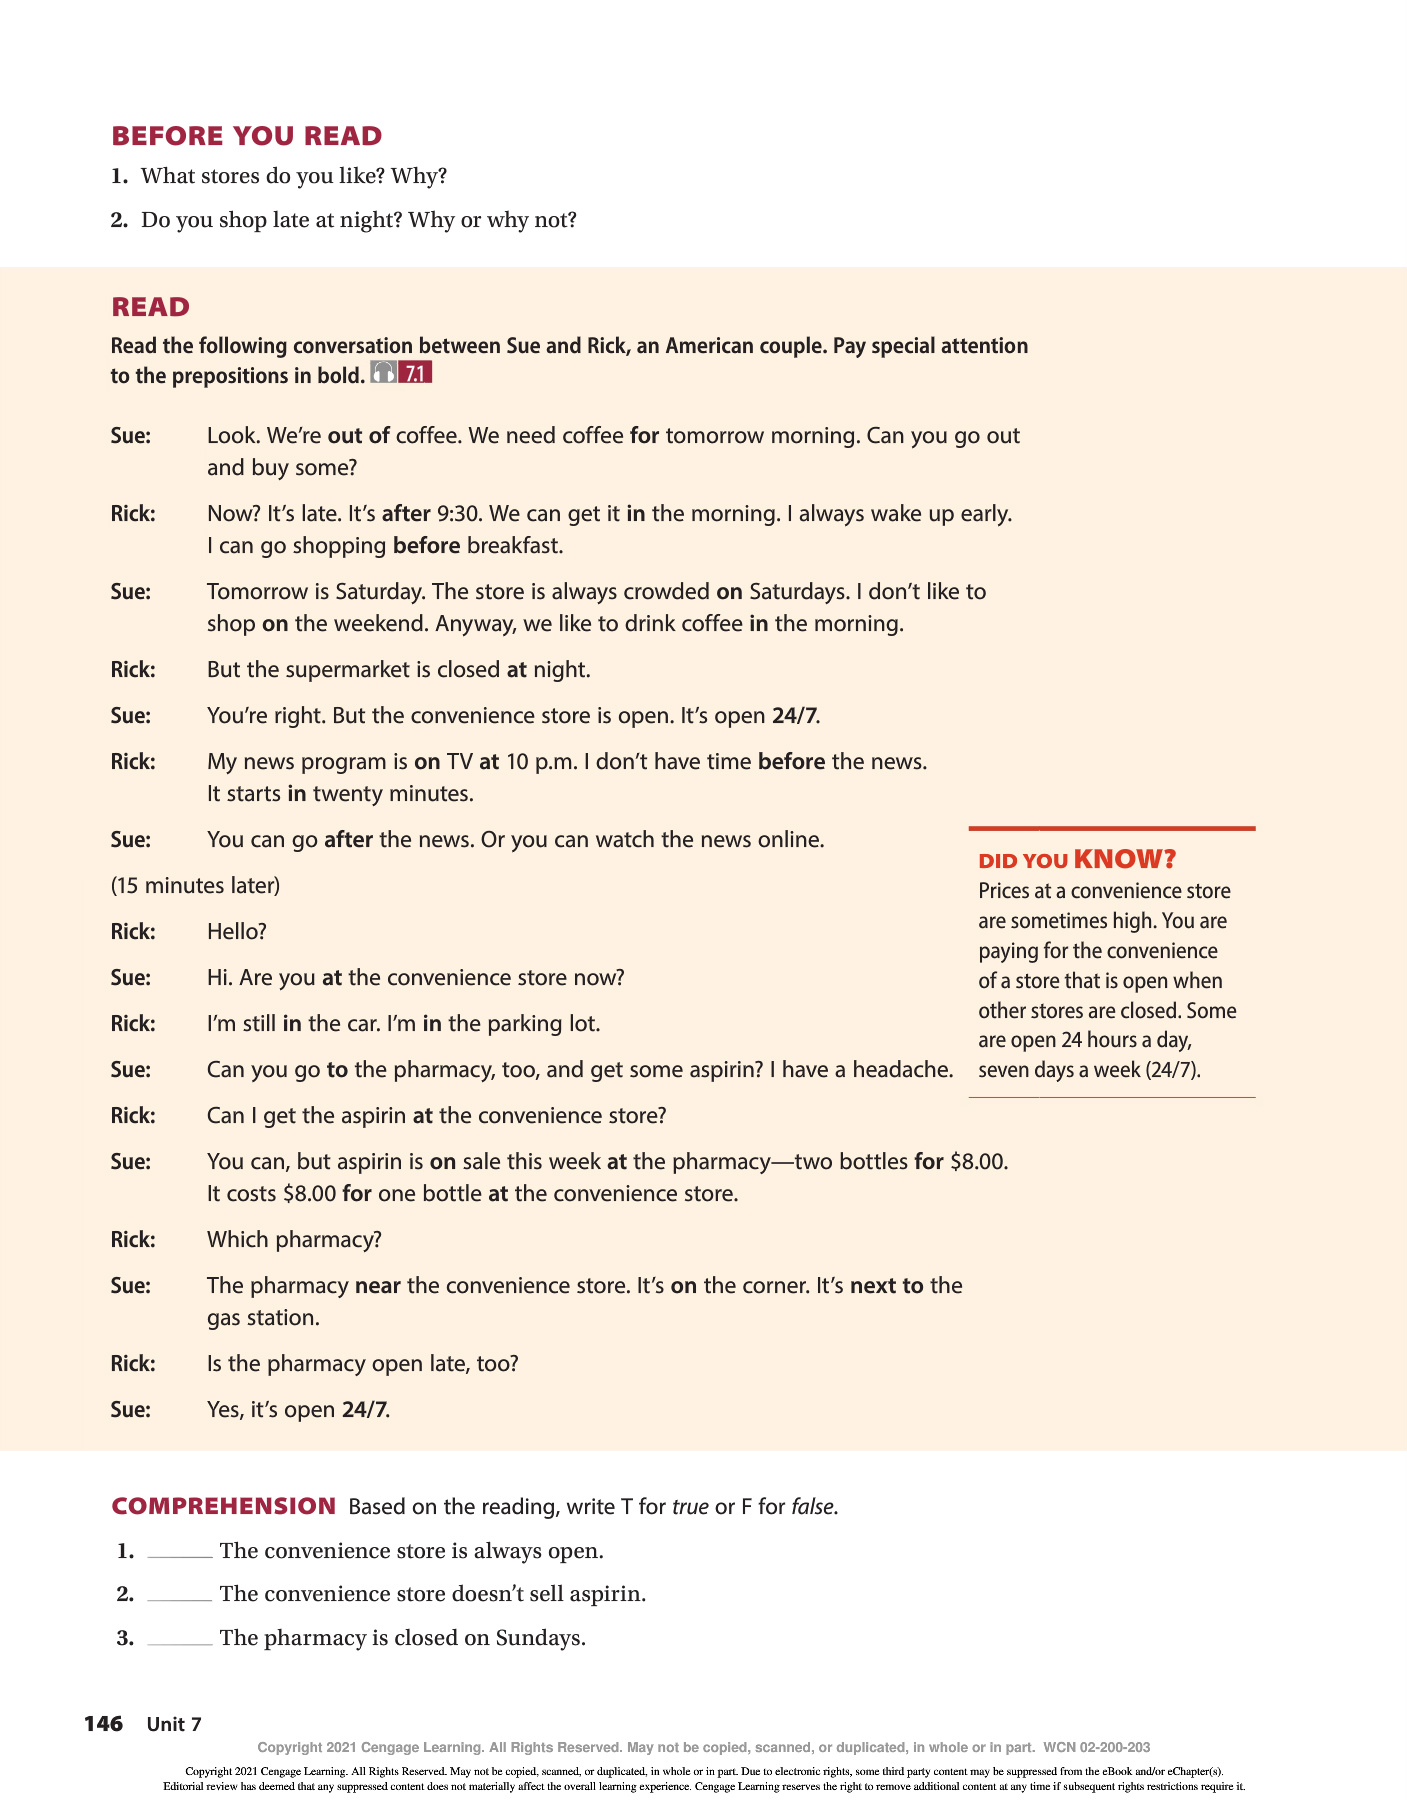 BEFORE YOU READ
1. What stores do you like? Why?
2. Do you shop late at night? Why or why not?
READ
Read the following conversation between Sue and Rick, an American couple. Pay special attention
to the prepositions in bold. 7.1
Sue: Look. We’re out of coffee. We need coffee for tomorrow morning. Can you go out
and buy some?
Rick: Now? It’s late. It’s after 9:30. We can get it in the morning. I always wake up early.
I can go shopping before breakfast.
Sue: Tomorrow is Saturday. The store is always crowded on Saturdays. I don’t like to
shop on the weekend. Anyway, we like to drink coffee in the morning.
Rick: But the supermarket is closed at night.
Sue: You’re right. But the convenience store is open. It’s open 24/7.
Rick: My news program is on TV at 10 p.m. I don’t have time before the news.
It starts in twenty minutes.
Sue: You can go after the news. Or you can watch the news online.
(15 minutes later)
Rick: Hello?
Sue: Hi. Are you at the convenience store now?
Rick: I’m still in the car. I’m in the parking lot.
Sue: Can you go to the pharmacy, too, and get some aspirin? I have a headache.
Rick: Can I get the aspirin at the convenience store?
Sue: You can, but aspirin is on sale this week at the pharmacy—two bottles for $8.00.
It costs $8.00 for one bottle at the convenience store.
Rick: Which pharmacy?
Sue: The pharmacy near the convenience store. It’s on the corner. It’s next to the
gas station.
Rick: Is the pharmacy open late, too?
Sue: Yes, it’s open 24/7.
DID YOU KNOW?
Prices at a convenience store
are sometimes high. You are
paying for the convenience
of a store that is open when
other stores are closed. Some
are open 24 hours a day,
seven days a week (24/7).
COMPREHENSION Based on the reading, write T for true or F for false.
1. ______ The convenience store is always open.
2. ______ The convenience store doesn’t sell aspirin.
3. ______ The pharmacy is closed on Sundays.
146 Unit 7
Copyright 2021 Cengage Learning. All Rights Reserved. May not be copied, scanned, or duplicated, in whole or in part. WCN 02-200-203
Copyright 2021 Cengage Learning. All Rights Reserved. May not be copied, scanned, or duplicated, in whole or in part. Due to electronic rights, some third party content may be suppressed from the eBook and/or eChapter(s).
Editorial review has deemed that any suppressed content does not materially affect the overall learning experience. Cengage Learning reserves the right to remove additional content at any time if subsequent rights restrictions require it.